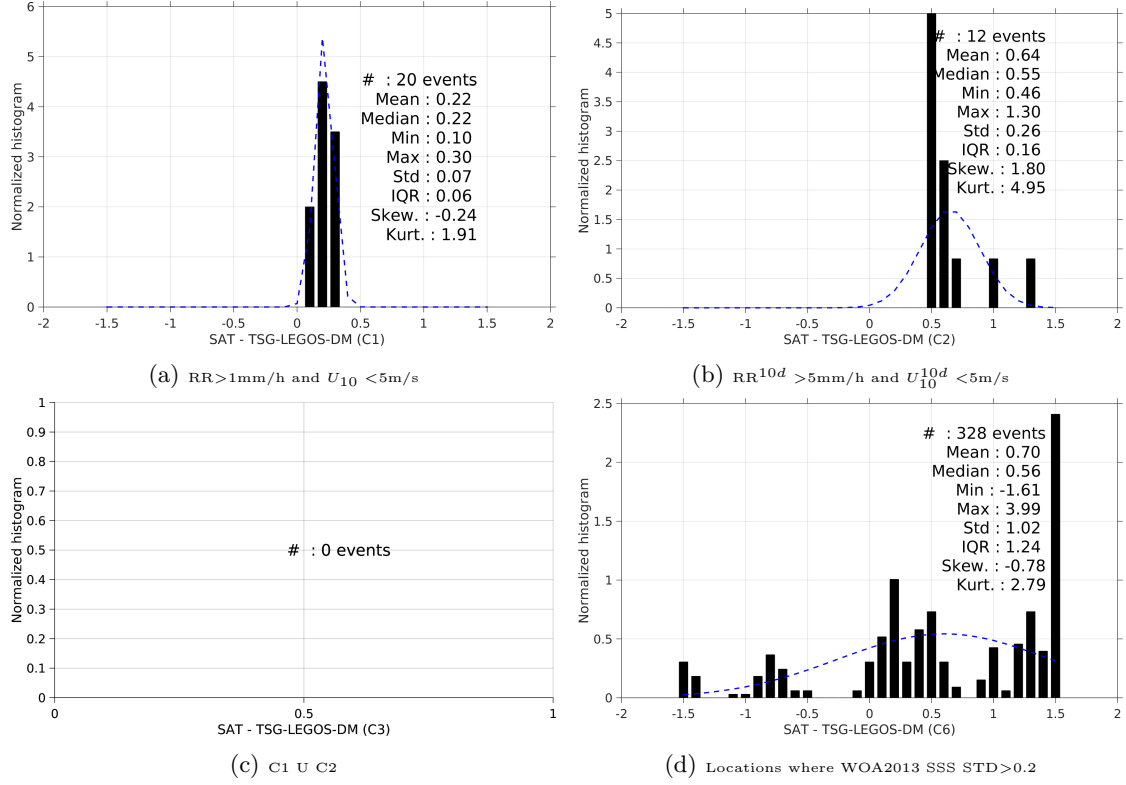 6
5
4
3
2
1
0
Normalized histogram
-2
-1.5
-1
-0.5
0
0.5
1
1.5
2
SAT - TSG-LEGOS-DM (C1)
# : 20 events
Mean : 0.22
Median : 0.22
Min : 0.10
Max : 0.30
Std : 0.07
IQR : 0.06
Skew. : -0.24
Kurt. : 1.91
(a) RR>1mm/h and U10 <5m/s
5
4.5
4
3.5
3
2.5
2
1.5
1
0.5
0
Normalized histogram
-2
-1.5
-1
-0.5
0
0.5
1
1.5
2
SAT - TSG-LEGOS-DM (C2)
# : 12 events
Mean : 0.64
Median : 0.55
Min : 0.46
Max : 1.30
Std : 0.26
IQR : 0.16
Skew. : 1.80
Kurt. : 4.95
(b) RR10d >5mm/h and U10d10 <5m/s
1
0.9
0.8
0.7
0.6
0.5
0.4
0.3
0.2
0.1
0
Normalized histogram
0
0.5
1
SAT - TSG-LEGOS-DM (C3)
# : 0 events
(c) C1 U C2
2.5
2
1.5
1
0.5
0
Normalized histogram
-2
-1.5
-1
-0.5
0
0.5
1
1.5
2
SAT - TSG-LEGOS-DM (C6)
# : 328 events
Mean : 0.70
Median : 0.56
Min : -1.61
Max : 3.99
Std : 1.02
IQR : 1.24
Skew. : -0.78
Kurt. : 2.79
(d) Locations where WOA2013 SSS STD>0.2